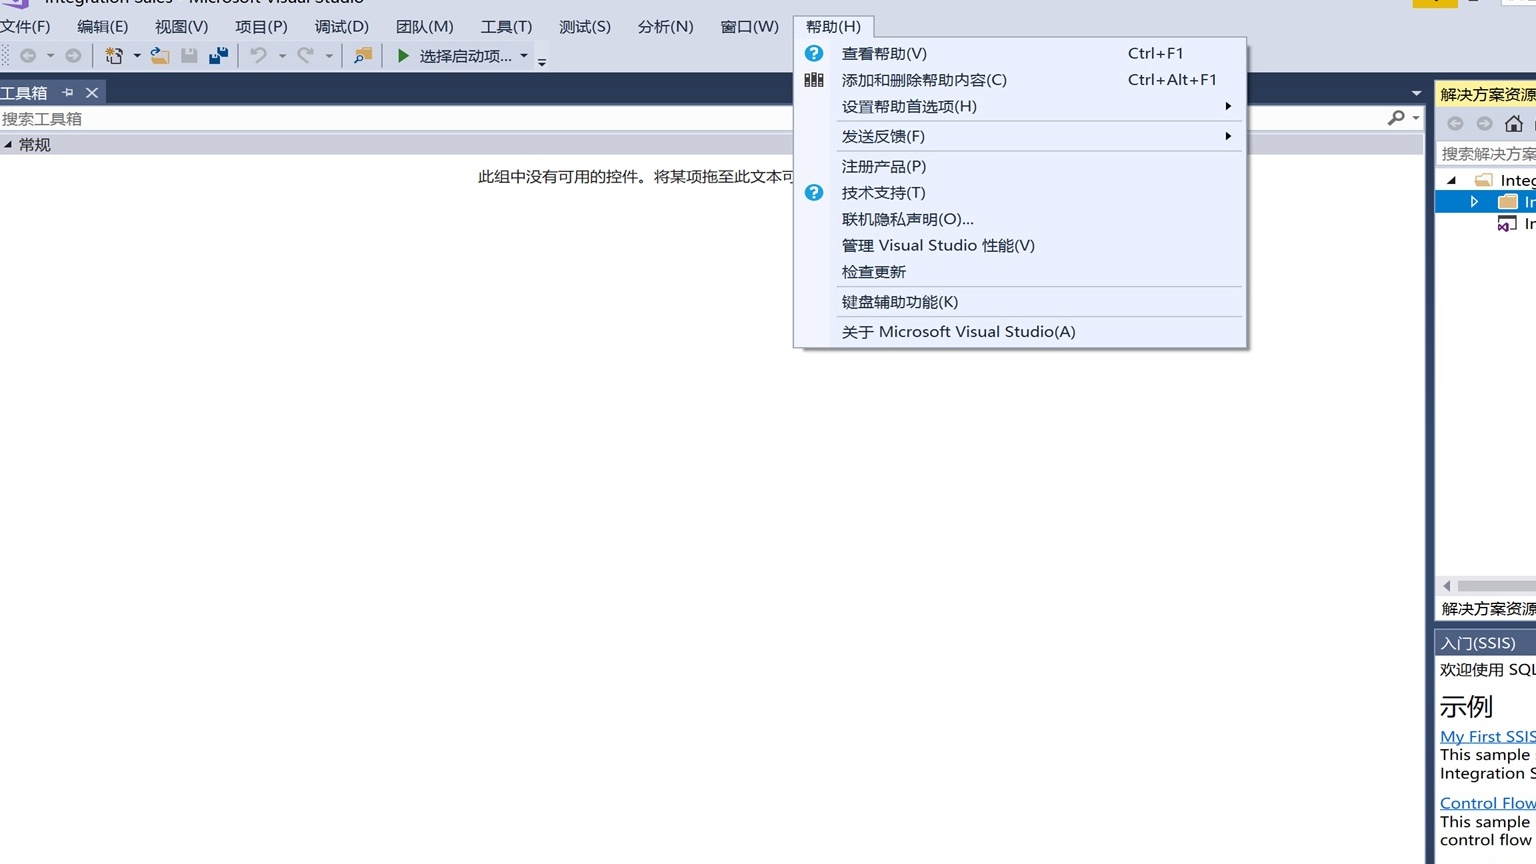 Integration Sales - Microsoft Visual Studio
文件(F) 编辑(E) 视图(V) 项目(P) 调试(D) 团队(M) 工具(T) 测试(S) 分析(N) 窗口(W) 帮助(H)
选择启动项...
查看帮助(V) Ctrl+F1
添加和删除帮助内容(C) Ctrl+Alt+F1
设置帮助首选项(H)
发送反馈(F)
注册产品(P)
技术支持(T)
联机隐私声明(O)...
管理 Visual Studio 性能(V)
检查更新
键盘辅助功能(K)
关于 Microsoft Visual Studio(A)
工具箱
搜索工具箱
常规
此组中没有可用的控件。将某项拖至此文本可
解决方案资源
搜索解决方案
Integ
In
In
解决方案资源
入门(SSIS)
欢迎使用 SQL
示例
My First SSIS
This sample
Integration S
Control Flow
This sample
control flow